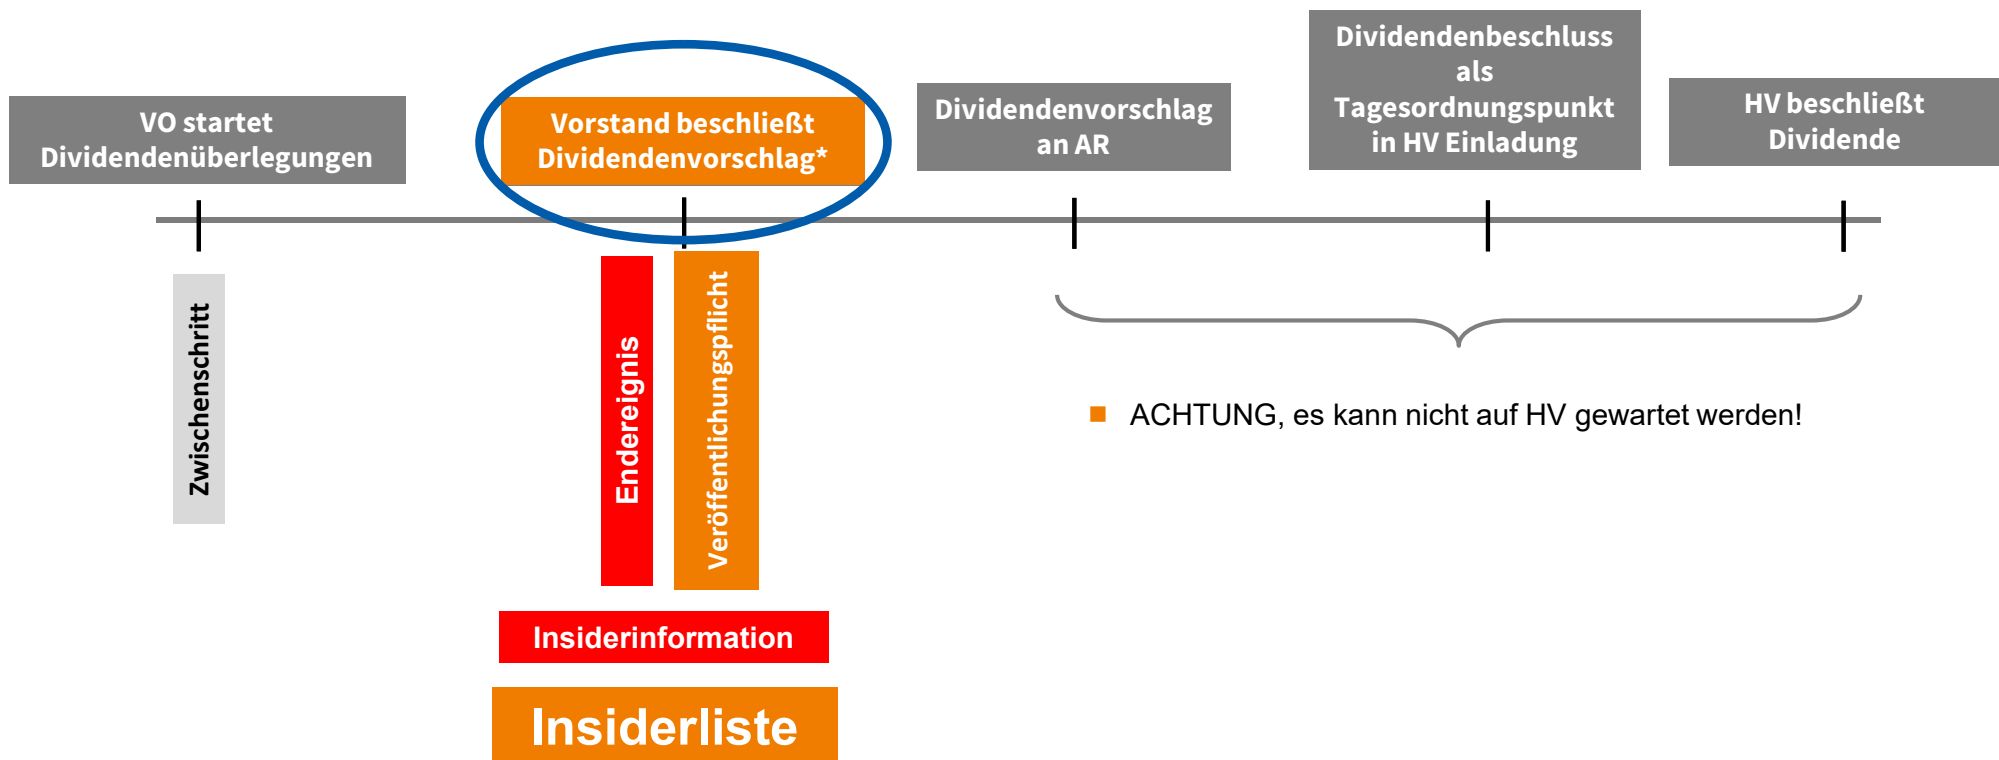 VO startet
Dividendenüberlegungen
Vorstand beschließt
Dividendenvorschlag*
Dividendenvorschlag
an AR
Dividendenbeschluss
als
Tagesordnungspunkt
in HV Einladung
HV beschließt
Dividende
Zwischenschritt
Endereignis
Veröffentlichungspflicht
ACHTUNG, es kann nicht auf HV gewartet werden!
Insiderinformation
Insiderliste